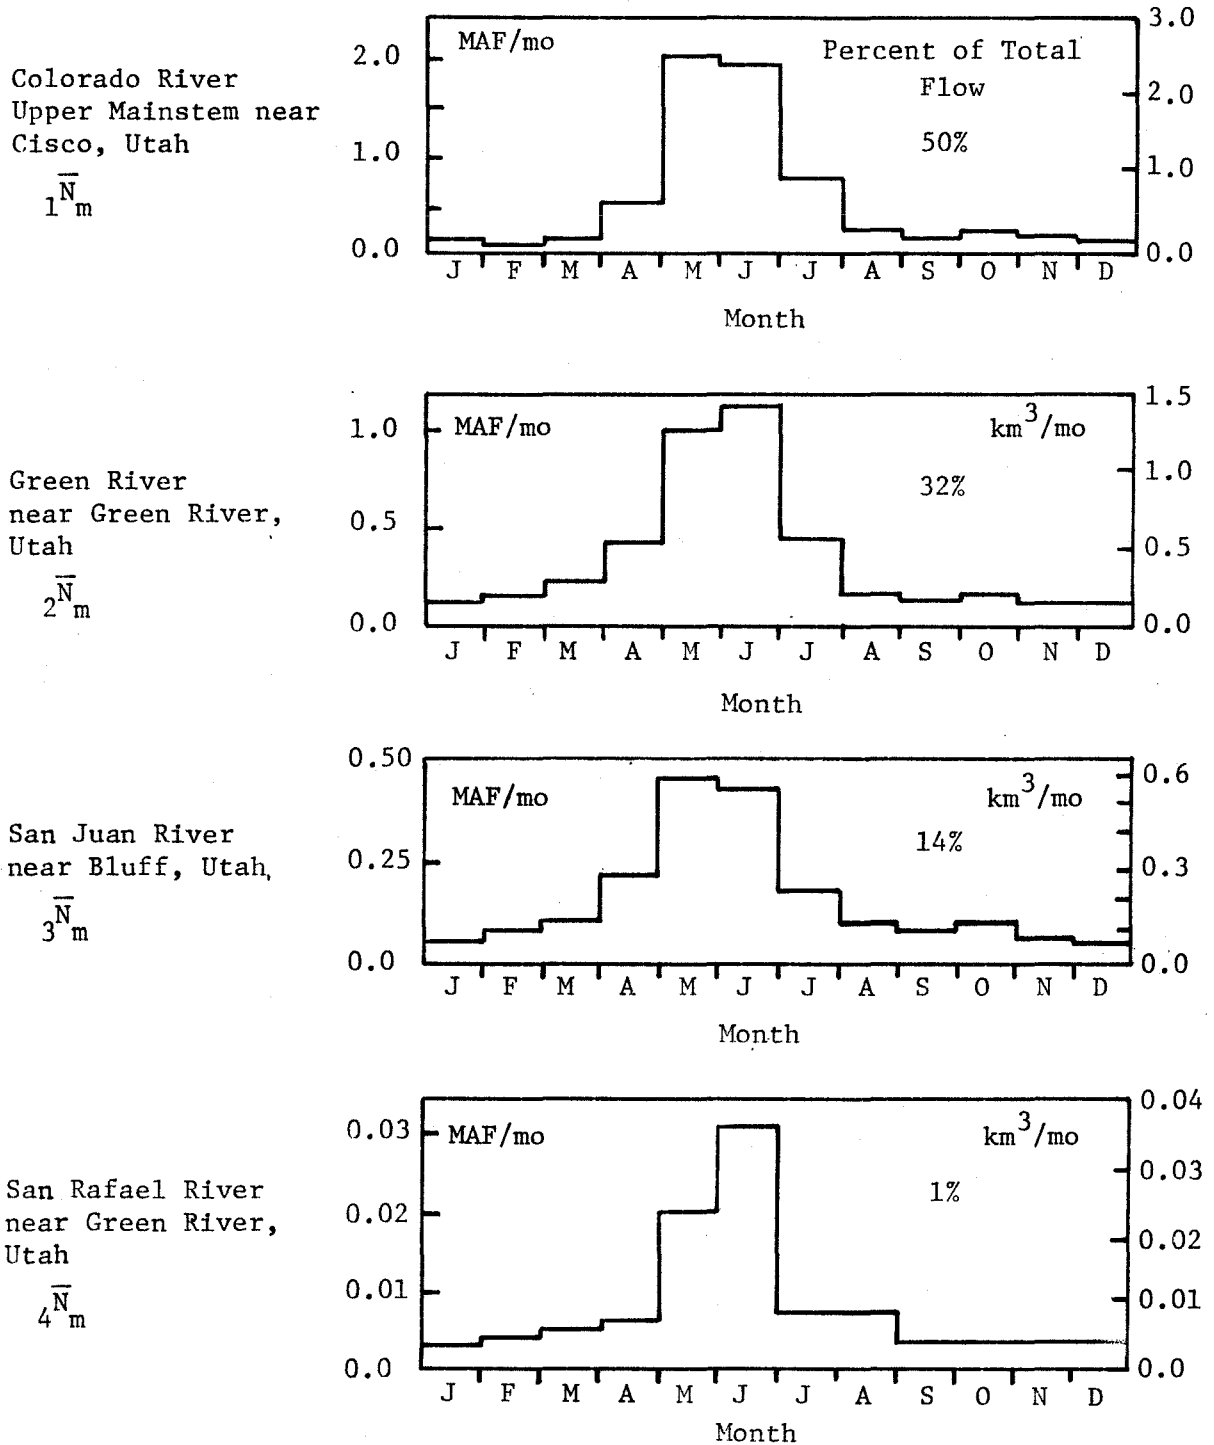 Colorado River
Upper Mainstem near
Cisco, Utah
1N̅m
MAF/mo
Percent of Total
Flow
50%
2.0
1.0
0.0
3.0
2.0
1.0
0.0
J F M A M J J A S O N D
Month
Green River
near Green River,
Utah
2N̅m
MAF/mo
km³/mo
32%
1.0
0.5
0.0
1.5
1.0
0.5
0.0
J F M A M J J A S O N D
Month
San Juan River
near Bluff, Utah,
3N̅m
MAF/mo
km³/mo
14%
0.50
0.25
0.0
0.6
0.3
0.0
J F M A M J J A S O N D
Month
San Rafael River
near Green River,
Utah
4N̅m
MAF/mo
km³/mo
1%
0.03
0.02
0.01
0.0
0.04
0.03
0.02
0.01
0.0
J F M A M J J A S O N D
Month